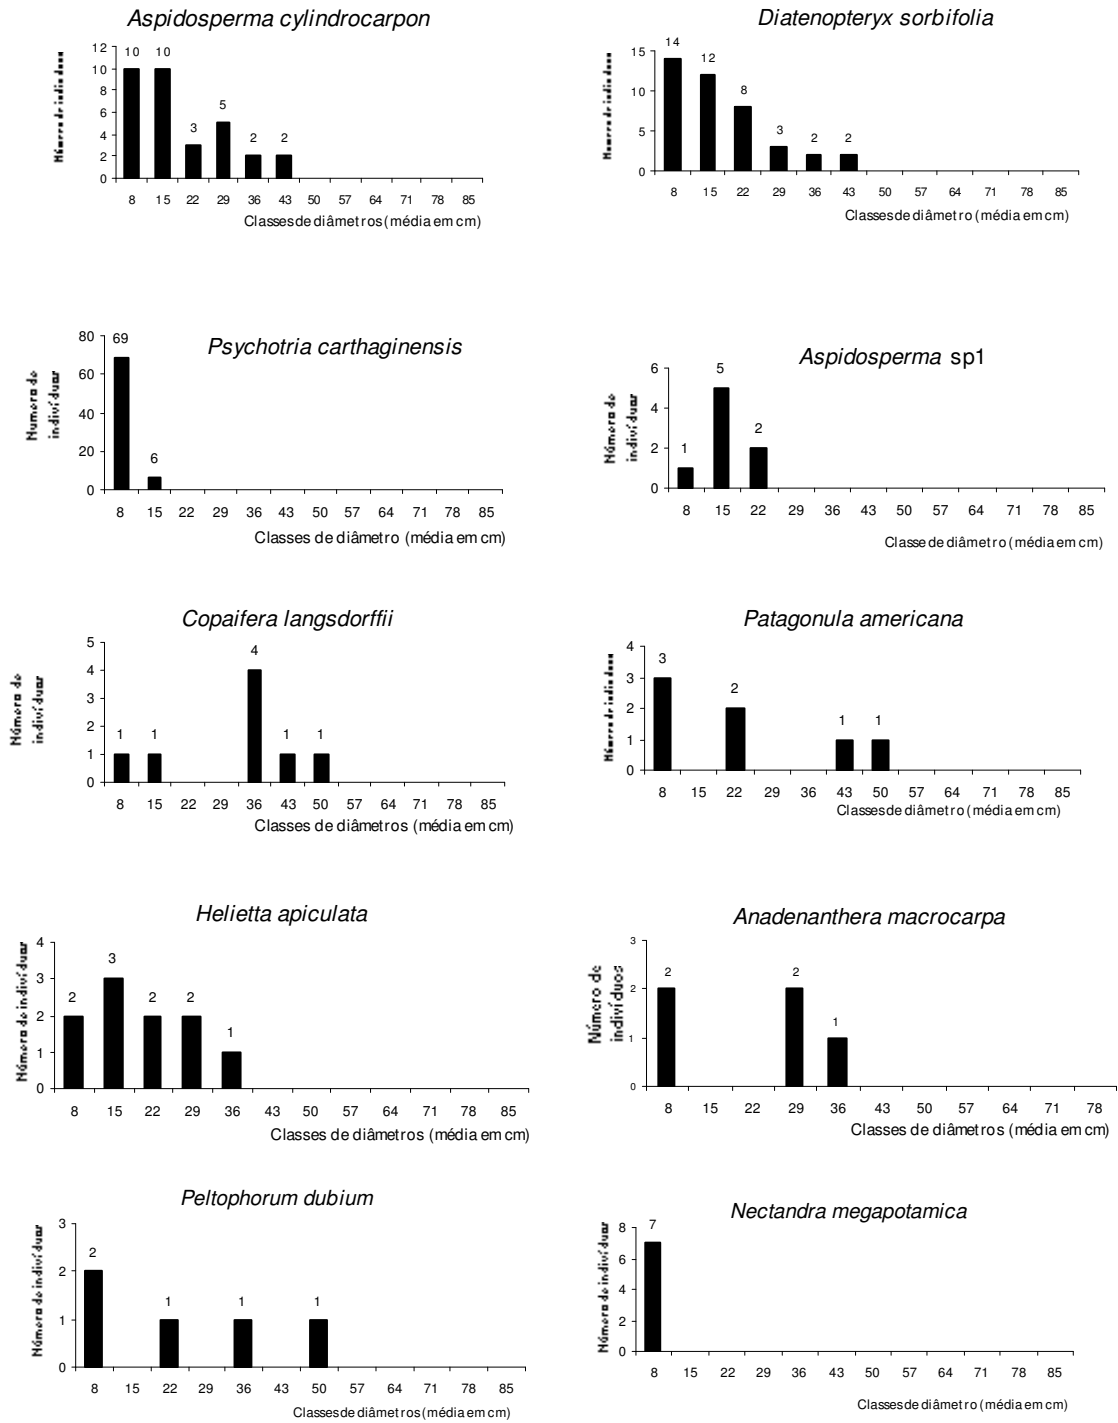 Aspidosperma cylindrocarpon
12
10
8
6
4
2
0
10 10 3 5 2 2
8 15 22 29 36 43 50 57 64 71 78 85
Classes de diâmetros (média em cm)
Diatenopteryx sorbifolia
15
10
5
0
14 12 8 3 2 2
8 15 22 29 36 43 50 57 64 71 78 85
Classes de diâmetro (média em cm)
Psychotria carthaginensis
Número de
indivíduos
80
60
40
20
0
69 6
8 15 22 29 36 43 50 57 64 71 78 85
Classes de diâmetro (média em cm)
Aspidosperma sp1
Número de
indivíduos
6
4
2
0
1 5 2
8 15 22 29 36 43 50 57 64 71 78 85
Classe de diâmetro (média em cm)
Copaifera langsdorffii
Número de
indivíduos
5
4
3
2
1
0
1 1 4 1 1
8 15 22 29 36 43 50 57 64 71 78 85
Classes de diâmetros (média em cm)
Patagonula americana
4
3
2
1
0
3 2 1 1
8 15 22 29 36 43 50 57 64 71 78 85
Classes de diâmetro (média em cm)
Helietta apiculata
Número de indivíduos
4
3
2
1
0
2 3 2 2 1
8 15 22 29 36 43 50 57 64 71 78 85
Classes de diâmetros (média em cm)
Anadenanthera macrocarpa
Número de
indivíduos
3
2
1
0
2 2 1
8 15 22 29 36 43 50 57 64 71 78
Classes de diâmetros (média em cm)
Peltophorum dubium
Número de indivíduos
3
2
1
0
2 1 1 1
8 15 22 29 36 43 50 57 64 71 78 85
Classes de diâmetros (média em cm)
Nectandra megapotamica
Número de indivíduos
8
6
4
2
0
7
8 15 22 29 36 43 50 57 64 71 78 85
Classes de diâmetro (média em cm)